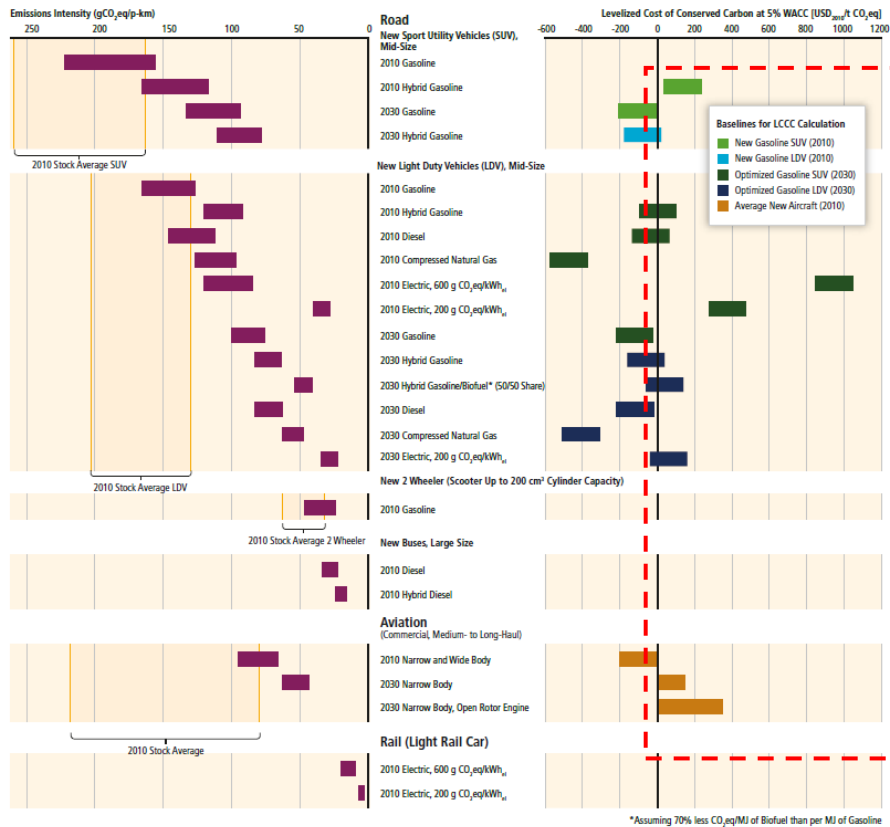 Emissions Intensity (gCO₂eq/p-km)
250 200 150 100 50 0
Road
New Sport Utility Vehicles (SUV),
Mid-Size
Levelized Cost of Conserved Carbon at 5% WACC [USD₂₀₁₀/t CO₂eq]
-600 -400 -200 0 200 400 600 800 1000 1200
2010 Gasoline
2010 Hybrid Gasoline
2030 Gasoline
2030 Hybrid Gasoline
2010 Stock Average SUV
Baselines for LCCC Calculation
New Gasoline SUV (2010)
New Gasoline LDV (2010)
Optimized Gasoline SUV (2030)
Optimized Gasoline LDV (2030)
Average New Aircraft (2010)
New Light Duty Vehicles (LDV), Mid-Size
2010 Gasoline
2010 Hybrid Gasoline
2010 Diesel
2010 Compressed Natural Gas
2010 Electric, 600 g CO₂eq/kWhₑₗ
2010 Electric, 200 g CO₂eq/kWhₑₗ
2030 Gasoline
2030 Hybrid Gasoline
2030 Hybrid Gasoline/Biofuel* (50/50 Share)
2030 Diesel
2030 Compressed Natural Gas
2030 Electric, 200 g CO₂eq/kWhₑₗ
2010 Stock Average LDV
New 2 Wheeler (Scooter Up to 200 cm³ Cylinder Capacity)
2010 Gasoline
2010 Stock Average 2 Wheeler
New Buses, Large Size
2010 Diesel
2010 Hybrid Diesel
Aviation
(Commercial, Medium- to Long-Haul)
2010 Narrow and Wide Body
2030 Narrow Body
2030 Narrow Body, Open Rotor Engine
2010 Stock Average
Rail (Light Rail Car)
2010 Electric, 600 g CO₂eq/kWhₑₗ
2010 Electric, 200 g CO₂eq/kWhₑₗ
*Assuming 70% less CO₂eq/MJ of Biofuel than per MJ of Gasoline